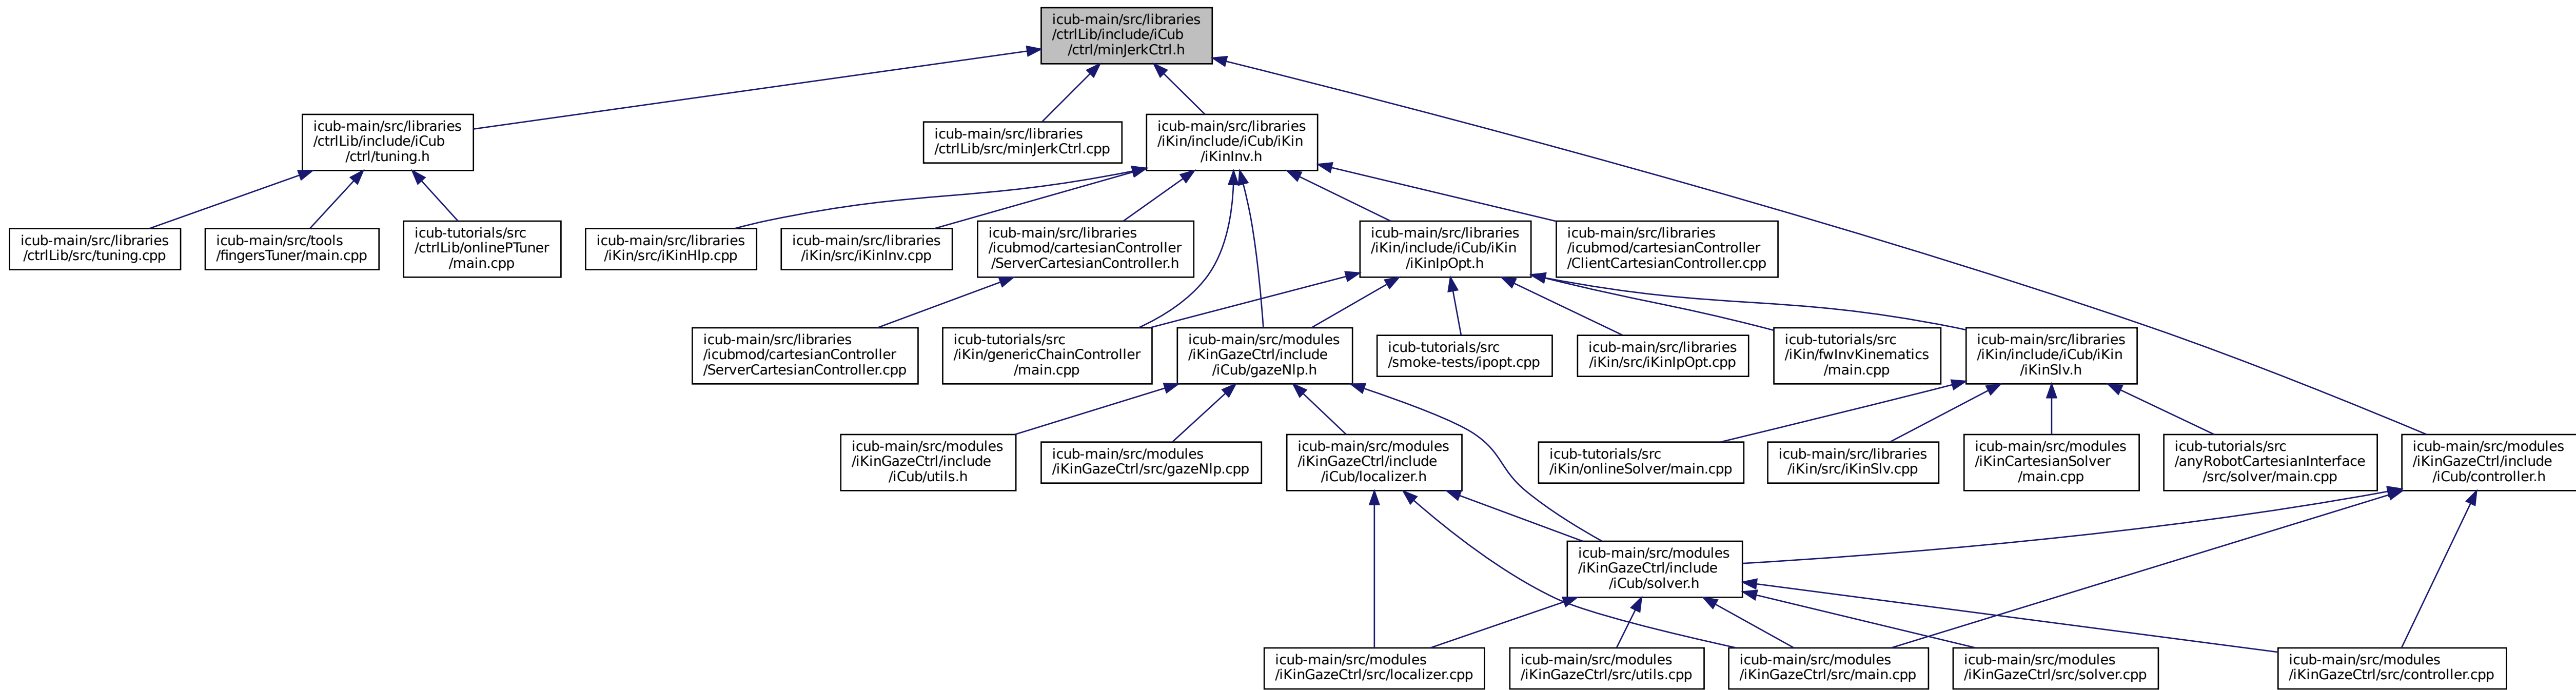 icub-main/src/libraries
/ctrlLib/include/iCub
/ctrl/minJerkCtrl.h
icub-main/src/libraries
/ctrlLib/include/iCub
/ctrl/tuning.h
icub-main/src/libraries
/ctrlLib/src/minJerkCtrl.cpp
icub-main/src/libraries
/iKin/include/iCub/iKin
/iKinInv.h
icub-main/src/libraries
/ctrlLib/src/tuning.cpp
icub-main/src/tools
/fingersTuner/main.cpp
icub-tutorials/src
/ctrlLib/onlinePTuner
/main.cpp
icub-main/src/libraries
/iKin/src/iKinHlp.cpp
icub-main/src/libraries
/iKin/src/iKinInv.cpp
icub-main/src/libraries
/icubmod/cartesianController
/ServerCartesianController.h
icub-main/src/libraries
/iKin/include/iCub/iKin
/iKinIpOpt.h
icub-main/src/libraries
/icubmod/cartesianController
/ClientCartesianController.cpp
icub-main/src/libraries
/icubmod/cartesianController
/ServerCartesianController.cpp
icub-tutorials/src
/iKin/genericChainController
/main.cpp
icub-main/src/modules
/iKinGazeCtrl/include
/iCub/gazeNlp.h
icub-tutorials/src
/smoke-tests/ipopt.cpp
icub-main/src/libraries
/iKin/src/iKinIpOpt.cpp
icub-tutorials/src
/iKin/fwInvKinematics
/main.cpp
icub-main/src/libraries
/iKin/include/iCub/iKin
/iKinSlv.h
icub-main/src/modules
/iKinGazeCtrl/include
/iCub/utils.h
icub-main/src/modules
/iKinGazeCtrl/src/gazeNlp.cpp
icub-main/src/modules
/iKinGazeCtrl/include
/iCub/localizer.h
icub-tutorials/src
/iKin/onlineSolver/main.cpp
icub-main/src/libraries
/iKin/src/iKinSlv.cpp
icub-main/src/modules
/iKinCartesianSolver
/main.cpp
icub-tutorials/src
/anyRobotCartesianInterface
/src/solver/main.cpp
icub-main/src/modules
/iKinGazeCtrl/include
/iCub/controller.h
icub-main/src/modules
/iKinGazeCtrl/include
/iCub/solver.h
icub-main/src/modules
/iKinGazeCtrl/src/localizer.cpp
icub-main/src/modules
/iKinGazeCtrl/src/utils.cpp
icub-main/src/modules
/iKinGazeCtrl/src/main.cpp
icub-main/src/modules
/iKinGazeCtrl/src/solver.cpp
icub-main/src/modules
/iKinGazeCtrl/src/controller.cpp